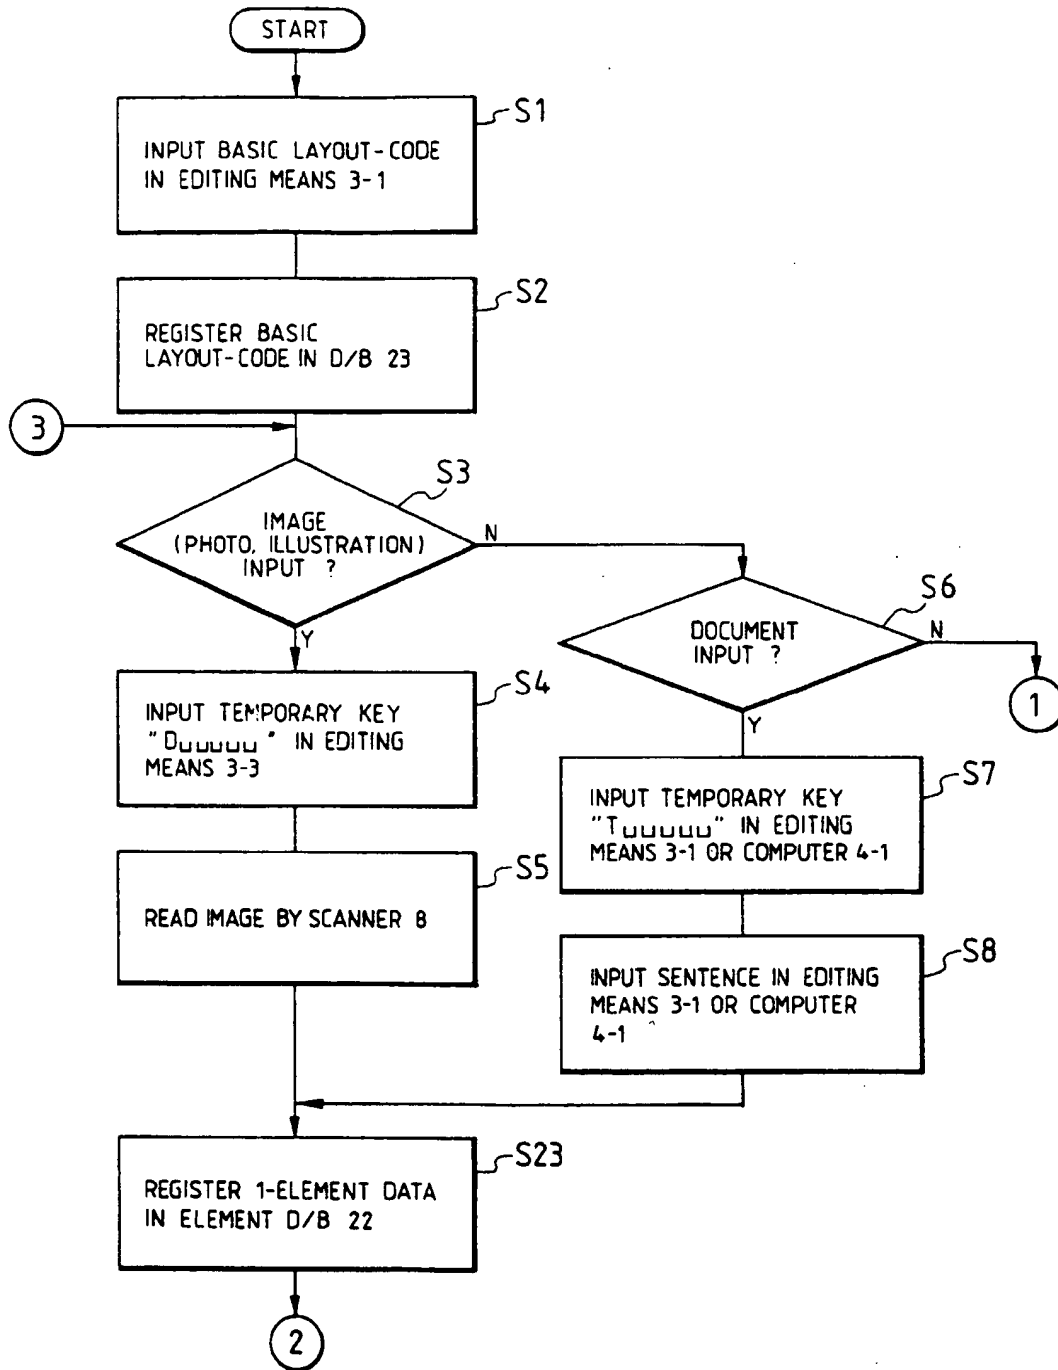 START
S1
INPUT BASIC LAYOUT-CODE
IN EDITING MEANS 3-1
S2
REGISTER BASIC
LAYOUT-CODE IN D/B 23
3
S3
IMAGE
(PHOTO, ILLUSTRATION)
INPUT ?
N
Y
S6
DOCUMENT
INPUT ?
N
1
Y
S4
INPUT TEMPORARY KEY
"D␣␣␣␣␣" IN EDITING
MEANS 3-3
S7
INPUT TEMPORARY KEY
"T␣␣␣␣␣" IN EDITING
MEANS 3-1 OR COMPUTER 4-1
S5
READ IMAGE BY SCANNER 8
S8
INPUT SENTENCE IN EDITING
MEANS 3-1 OR COMPUTER
4-1
S23
REGISTER 1-ELEMENT DATA
IN ELEMENT D/B 22
2